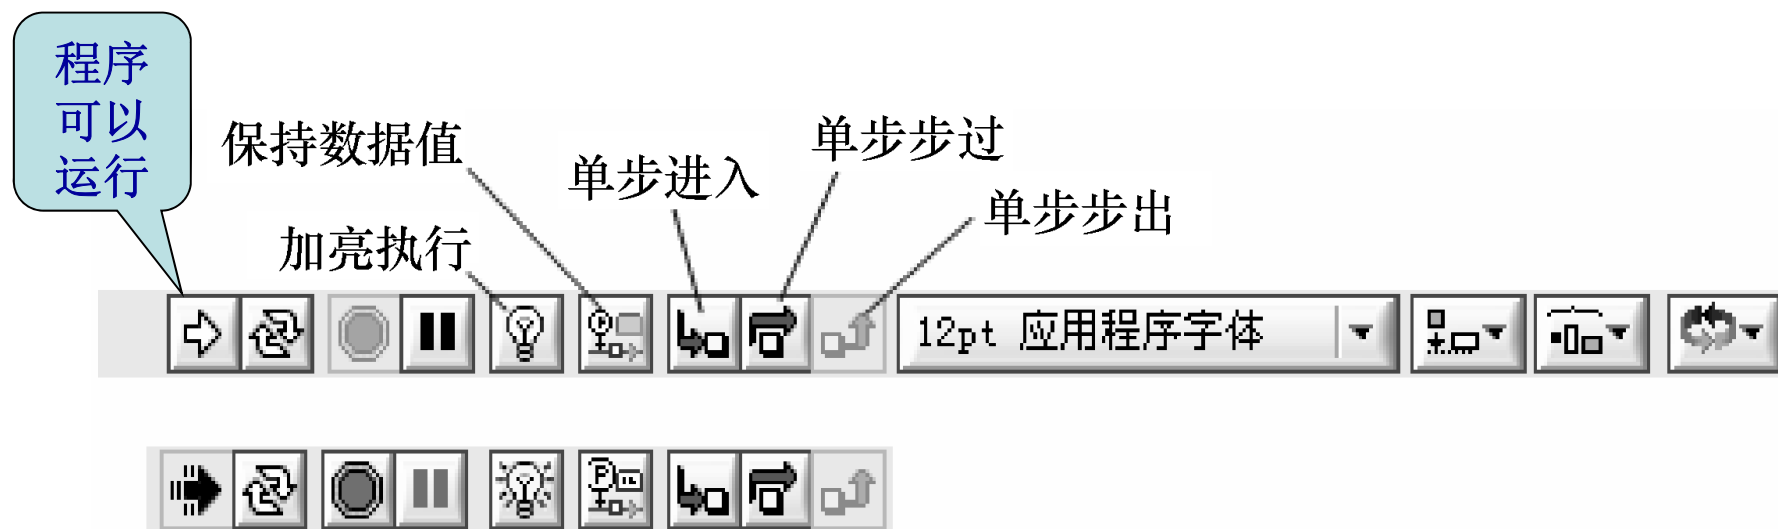 程序
可以
运行
保持数据值
单步进入
单步步过
单步步出
加亮执行
12pt 应用程序字体